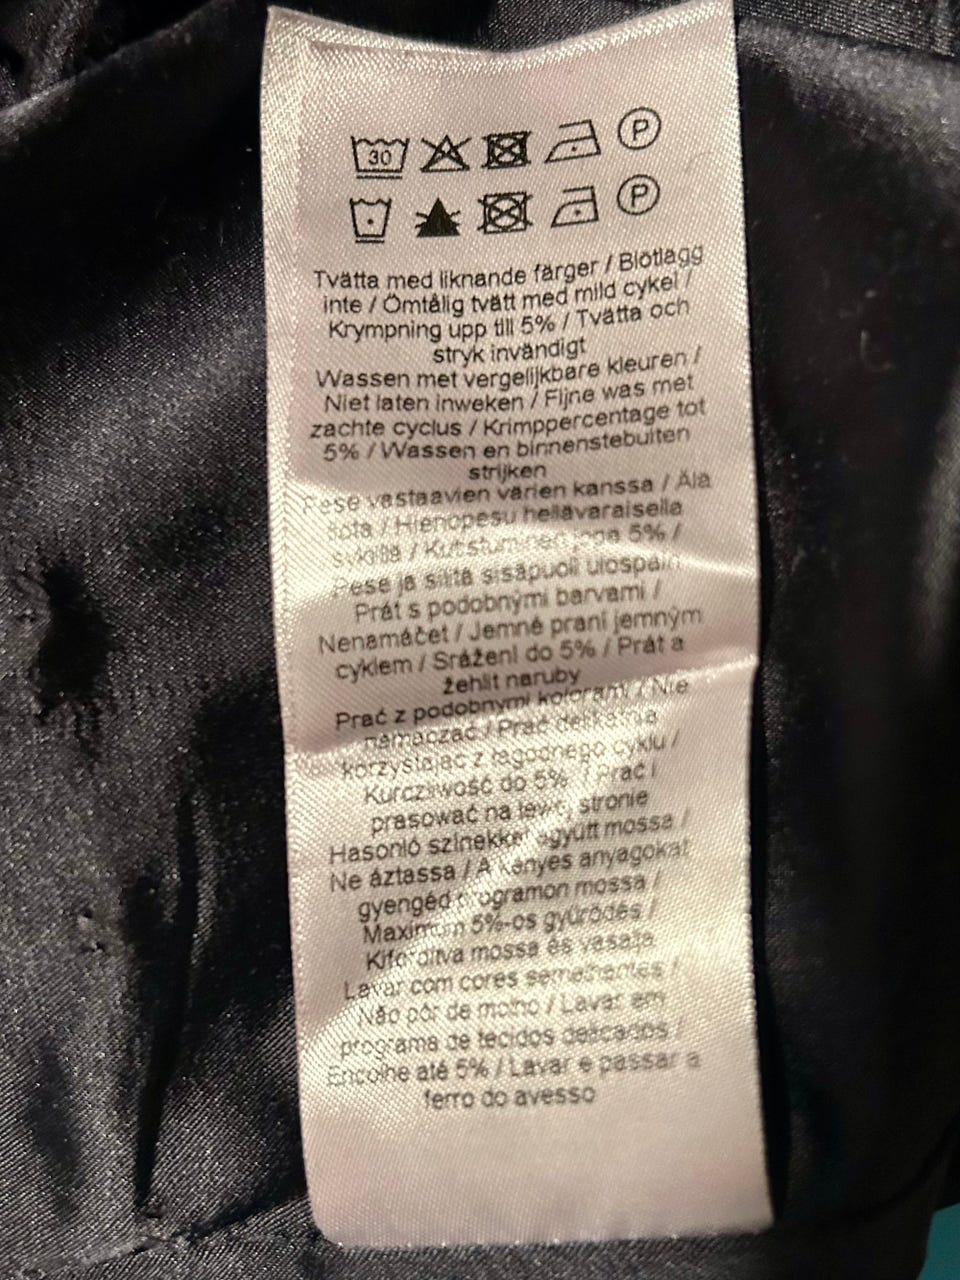 30 P
P
Tvätta med liknande färger / Blötlägg
inte / Ömtålig tvätt med mild cykel /
Krympning upp till 5% / Tvätta och
stryk invändigt
Wassen met vergelijkbare kleuren /
Niet laten inweken / Fijne was met
zachte cyclus / Krimppercentage tot
5% / Wassen en binnenstebuiten
strijken
Pese vastaavien värien kanssa / Älä
liota / Hienopesu hellävaraisella
syklillä / Kutistuminen jopa 5% /
Pese ja silitä sisäpuoli ulospäin
Prát s podobnými barvami /
Nenamáčet / Jemné praní jemným
cyklem / Srážení do 5% / Prát a
žehlit naruby
Prać z podobnymi kolorami / Nie
namaczać / Prać delikatnie
korzystając z łagodnego cyklu /
Kurczliwość do 5% / Prać i
prasować na lewej stronie
Hasonló színekkel együtt mossa /
Ne áztassa / A kényes anyagokat
gyengéd programon mossa /
Maximum 5%-os gyűrődés /
Kifordítva mossa és vasalja
Lavar com cores semelhantes /
Não pôr de molho / Lavar em
programa de tecidos delicados /
Encolhe até 5% / Lavar e passar a
ferro do avesso